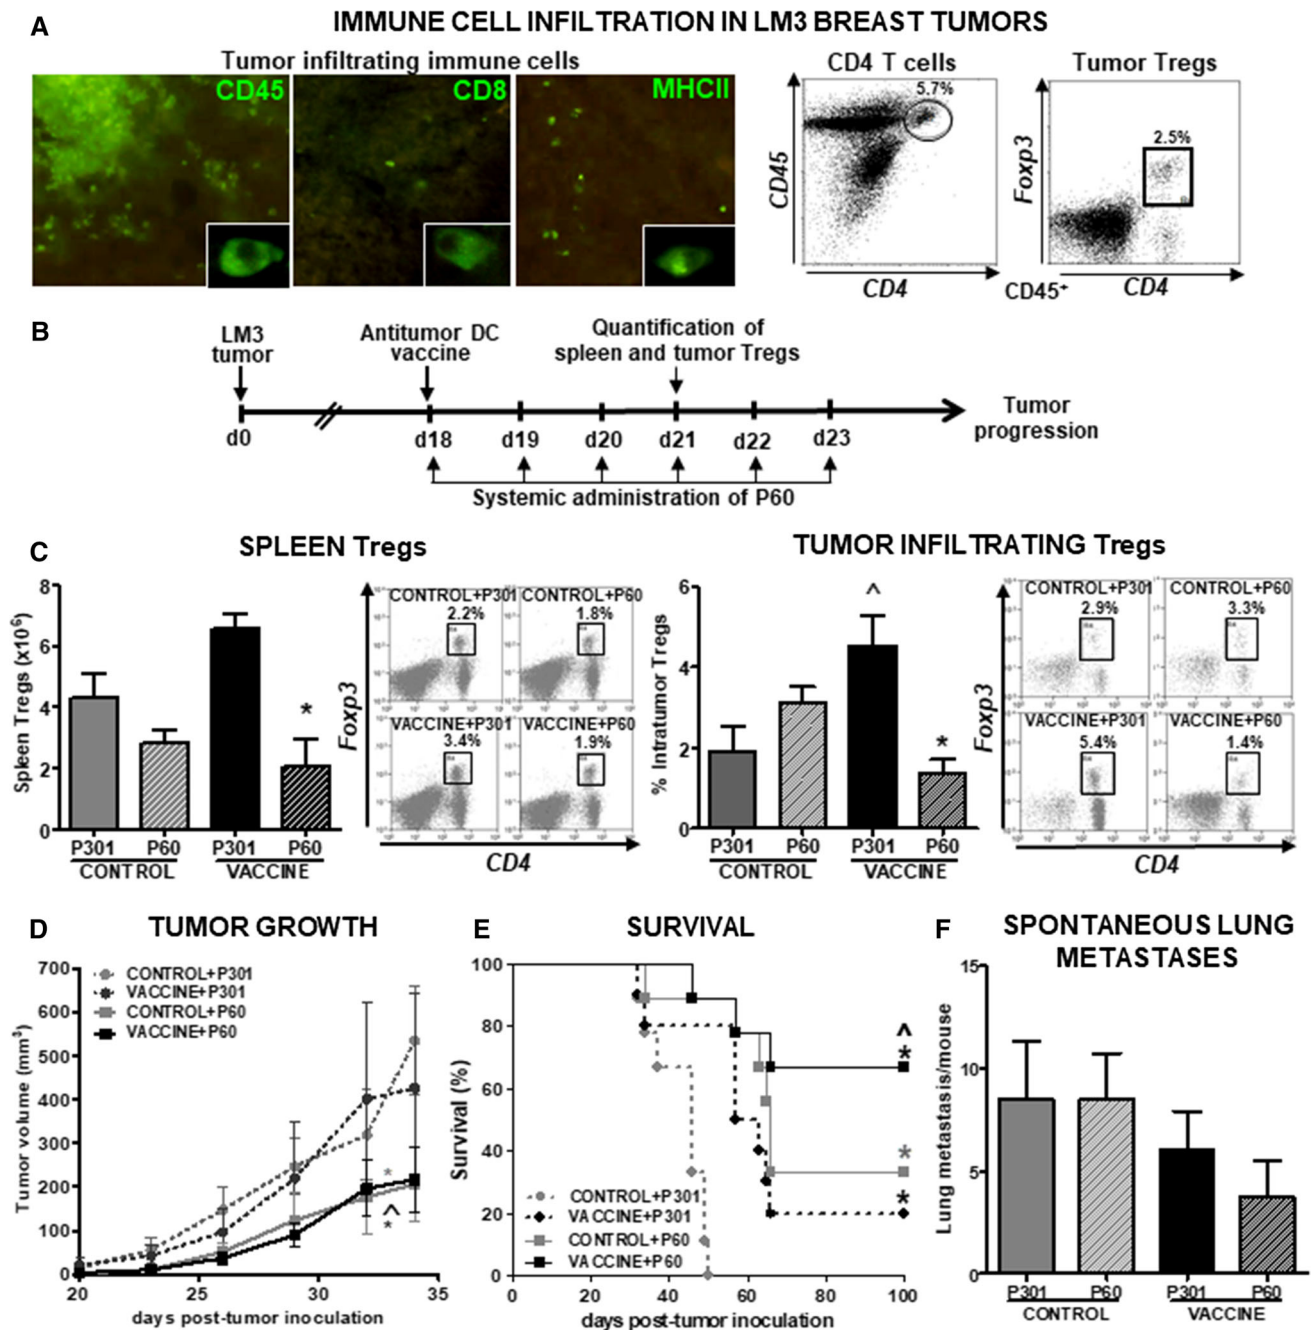 A
IMMUNE CELL INFILTRATION IN LM3 BREAST TUMORS
Tumor infiltrating immune cells
CD45
CD8
MHCII
CD4 T cells
5.7%
CD45
CD4
Tumor Tregs
2.5%
Foxp3
CD45+
CD4
B
LM3
tumor
Antitumor DC
vaccine
Quantification of
spleen and tumor Tregs
d0
d18
d19
d20
d21
d22
d23
Tumor
progression
Systemic administration of P60
C
SPLEEN Tregs
Spleen Tregs (x10⁶)
8
6
4
2
0
*
P301
P60
P301
P60
CONTROL
VACCINE
Foxp3
CONTROL+P301
2.2%
CONTROL+P60
1.8%
VACCINE+P301
3.4%
VACCINE+P60
1.9%
CD4
TUMOR INFILTRATING Tregs
% Intratumor Tregs
6
4
2
0
^
*
P301
P60
P301
P60
CONTROL
VACCINE
Foxp3
CONTROL+P301
2.9%
CONTROL+P60
3.3%
VACCINE+P301
5.4%
VACCINE+P60
1.4%
CD4
D
TUMOR GROWTH
Tumor volume (mm³)
700
600
500
400
300
200
100
0
CONTROL+P301
VACCINE+P301
CONTROL+P60
VACCINE+P60
*
^
*
20
25
30
35
days post-tumor inoculation
E
SURVIVAL
Survival (%)
100
80
60
40
20
0
^
*
*
*
CONTROL+P301
VACCINE+P301
CONTROL+P60
VACCINE+P60
0
20
40
60
80
100
days post-tumor inoculation
F
SPONTANEOUS LUNG
METASTASES
Lung metastasis/mouse
15
10
5
0
P301
P60
P301
P60
CONTROL
VACCINE